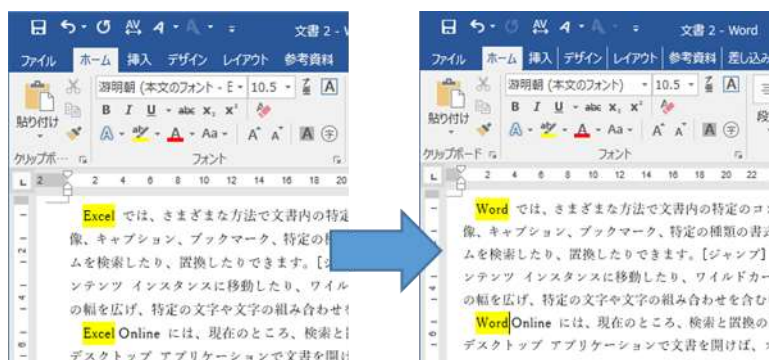 文書 2 -
ファイル ホーム 挿入 デザイン レイアウト 参考資料
游明朝 (本文のフォント - E 10.5
貼り付け
B I U abc X₂ X²
A aby A Aa A A A 字
クリップボ… フォント
2 2 4 6 8 10 12 14 16 18 20
Excel では、さまざまな方法で文書内の特定
像、キャプション、ブックマーク、特定の
ムを検索したり、置換したりできます。[
ンテンツ インスタンスに移動したり、ワイル
の幅を広げ、特定の文字や文字の組み合わせ
Excel Online には、現在のところ、検索と
デスクトップ アプリケーションで文書を開け
文書 2 - Word
ファイル ホーム 挿入 デザイン レイアウト 参考資料 差し込み
游明朝 (本文のフォント) 10.5
貼り付け
B I U abc X₂ X²
段
A aby A Aa A A A 字
クリップボード フォント
2 4 6 8 10 12 14 16 18 20 22
Word では、さまざまな方法で文書内の特定のコ
像、キャプション、ブックマーク、特定の種類の書
ムを検索したり、置換したりできます。[ジャンプ]
ンテンツ インスタンスに移動したり、ワイルドカー
の幅を広げ、特定の文字や文字の組み合わせを含む
Word Online には、現在のところ、検索と置換の
デスクトップ アプリケーションで文書を開けば、